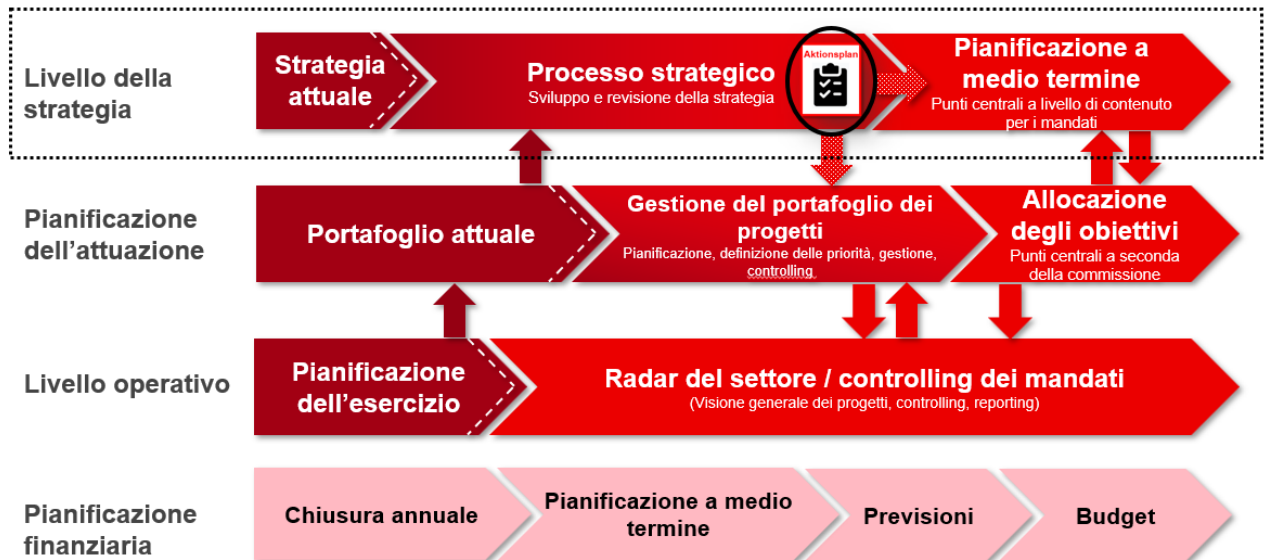 Livello della
strategia
Strategia
attuale
Processo strategico
Sviluppo e revisione della strategia
Aktionsplan
Pianificazione a
medio termine
Punti centrali a livello di contenuto
per i mandati
Pianificazione
dell'attuazione
Portafoglio attuale
Gestione del portafoglio dei
progetti
Pianificazione, definizione delle priorità, gestione,
controlling
Allocazione
degli obiettivi
Punti centrali a seconda
della commissione
Livello operativo
Pianificazione
dell'esercizio
Radar del settore / controlling dei mandati
(Visione generale dei progetti, controlling, reporting)
Pianificazione
finanziaria
Chiusura annuale
Pianificazione a medio
termine
Previsioni
Budget